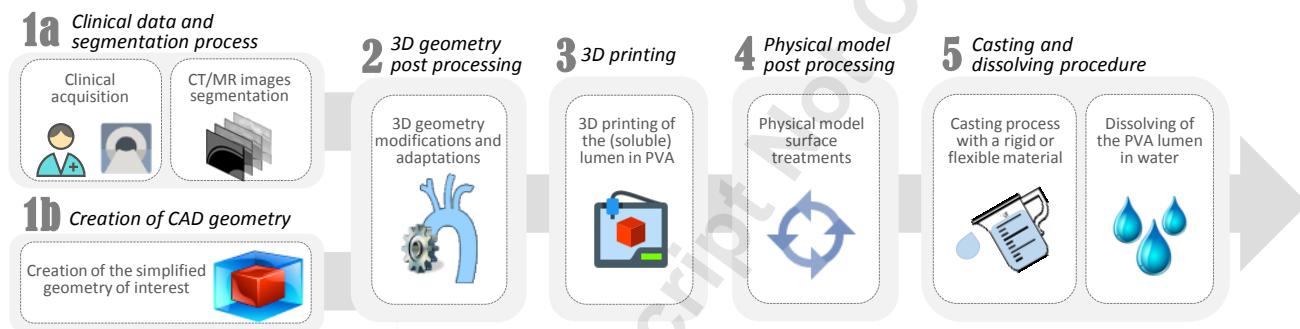 1a Clinical data and
segmentation process
Clinical
acquisition
CT/MR images
segmentation
1b Creation of CAD geometry
Creation of the simplified
geometry of interest
2 3D geometry
post processing
3D geometry
modifications and
adaptations
3 3D printing
3D printing of
the (soluble)
lumen in PVA
4 Physical model
post processing
Physical model
surface
treatments
5 Casting and
dissolving procedure
Casting process
with a rigid or
flexible material
Dissolving of
the PVA lumen
in water